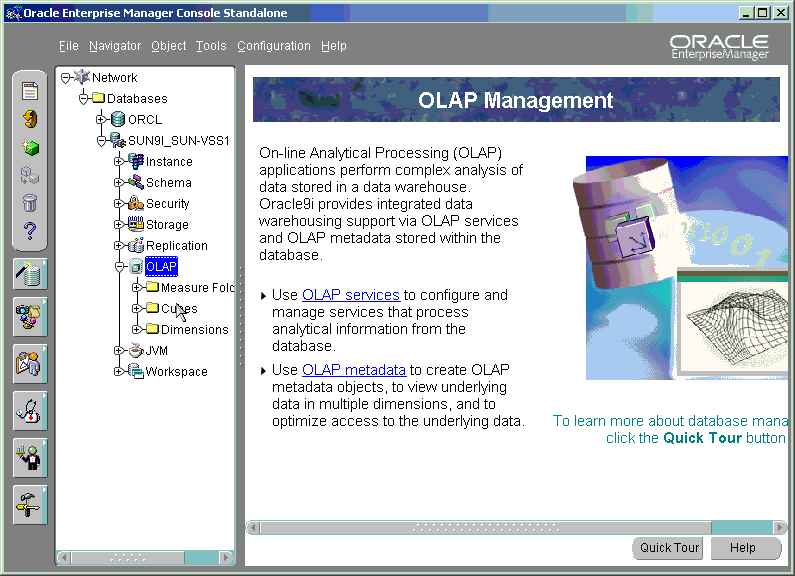 Oracle Enterprise Manager Console Standalone
File Navigator Object Tools Configuration Help
ORACLE
EnterpriseManager
Network
Databases
ORCL
SUN9I_SUN-VSS1
Instance
Schema
Security
Storage
Replication
OLAP
Measure Fold
Cubes
Dimensions
JVM
Workspace
OLAP Management
On-line Analytical Processing (OLAP)
applications perform complex analysis of
data stored in a data warehouse.
Oracle9i provides integrated data
warehousing support via OLAP services
and OLAP metadata stored within the
database.
Use OLAP services to configure and
manage services that process
analytical information from the
database.
Use OLAP metadata to create OLAP
metadata objects, to view underlying
data in multiple dimensions, and to
optimize access to the underlying data.
To learn more about database mana
click the Quick Tour button
Quick Tour Help